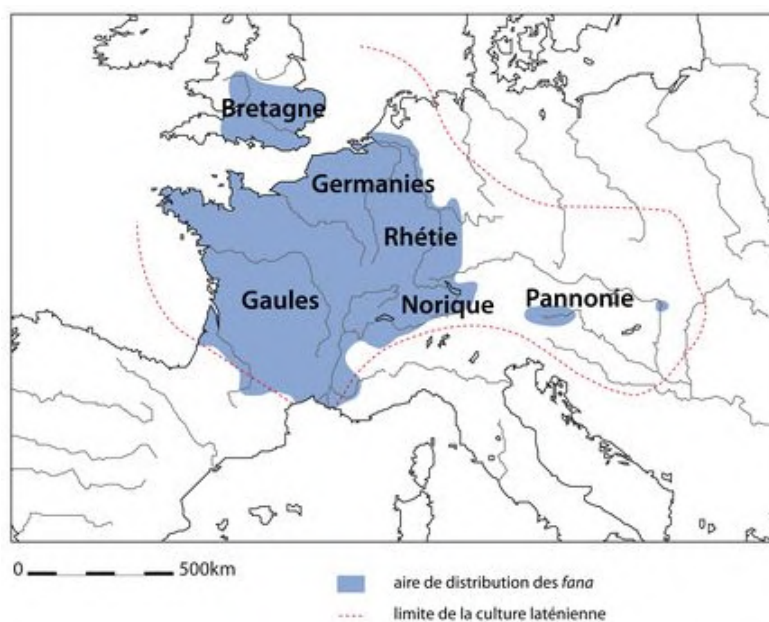 Bretagne
Germanies
Rhétie
Gaules
Norique
Pannonie
0
500km
aire de distribution des fana
limite de la culture laténienne